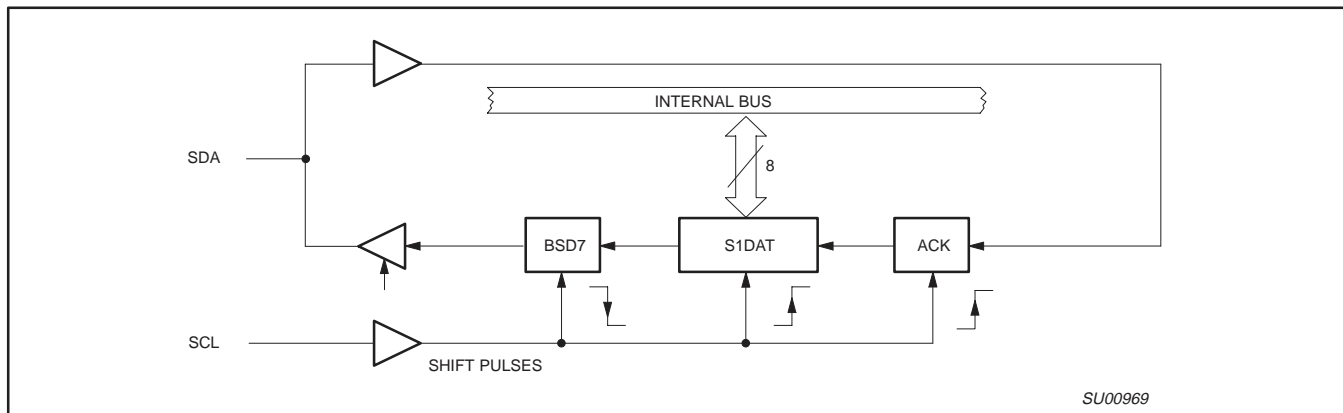 INTERNAL BUS
SDA
8
BSD7
S1DAT
ACK
SCL
SHIFT PULSES
SU00969